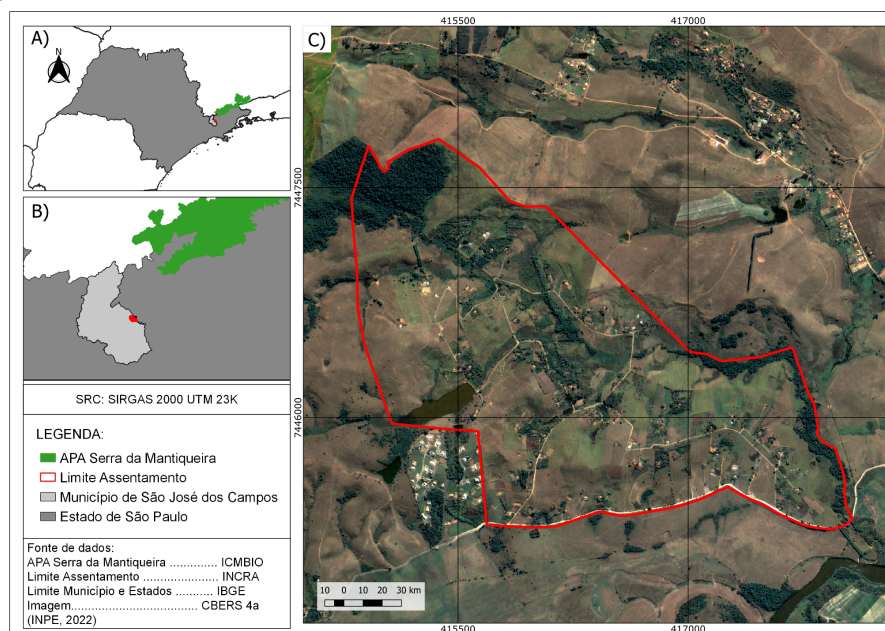 A)
N
B)
SRC: SIRGAS 2000 UTM 23K
LEGENDA:
APA Serra da Mantiqueira
Limite Assentamento
Município de São José dos Campos
Estado de São Paulo
Fonte de dados:
APA Serra da Mantiqueira .............. ICMBIO
Limite Assentamento ...................... INCRA
Limite Município e Estados ........... IBGE
Imagem..................................... CBERS 4a
(INPE, 2022)
C)
415500
417000
7447500
7446000
10 0 10 20 30 km
415500
417000